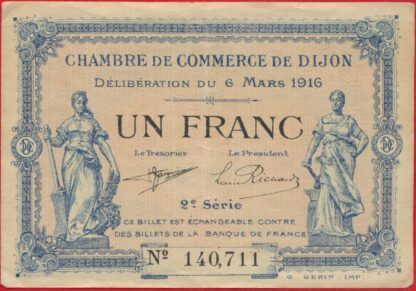 CHAMBRE DE COMMERCE DE DIJON
DÉLIBÉRATION DU 6 MARS 1916
UN FRANC
Le Trésorier
Le Président
2e Série
CE BILLET EST ÉCHANGEABLE CONTRE
DES BILLETS DE LA BANQUE DE FRANCE
No 140,711
G. GERIN IMP.